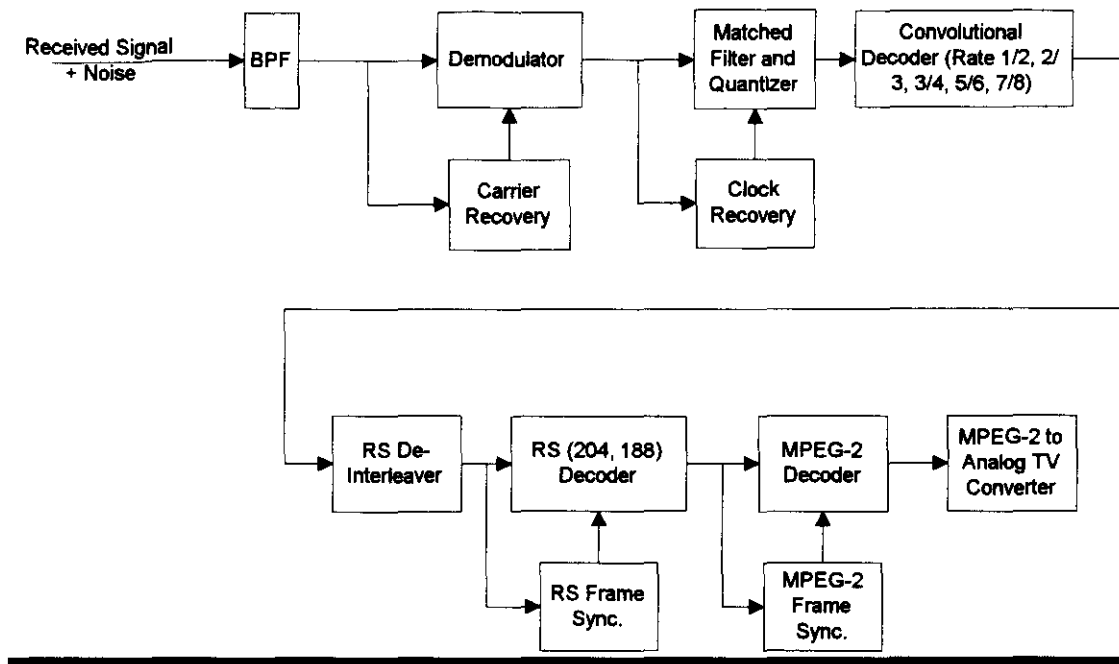 Received Signal
+ Noise
BPF
Demodulator
Matched
Filter and
Quantizer
Convolutional
Decoder (Rate 1/2, 2/
3, 3/4, 5/6, 7/8)
Carrier
Recovery
Clock
Recovery
RS De-
Interleaver
RS (204, 188)
Decoder
MPEG-2
Decoder
MPEG-2 to
Analog TV
Converter
RS Frame
Sync.
MPEG-2
Frame
Sync.